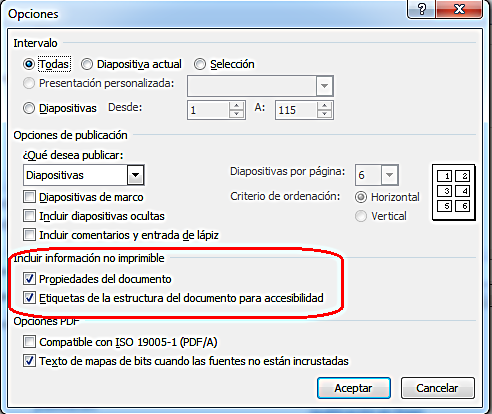 Opciones
Intervalo
Todas Diapositiva actual Selección
Presentación personalizada:
Diapositivas Desde: 1 A: 115
Opciones de publicación
¿Qué desea publicar:
Diapositivas
Diapositivas por página: 6
Diapositivas de marco
Criterio de ordenación: Horizontal
Incluir diapositivas ocultas
Vertical
Incluir comentarios y entrada de lápiz
1 2
3 4
5 6
Incluir información no imprimible
Propiedades del documento
Etiquetas de la estructura del documento para accesibilidad
Opciones PDF
Compatible con ISO 19005-1 (PDF/A)
Texto de mapas de bits cuando las fuentes no están incrustadas
Aceptar Cancelar